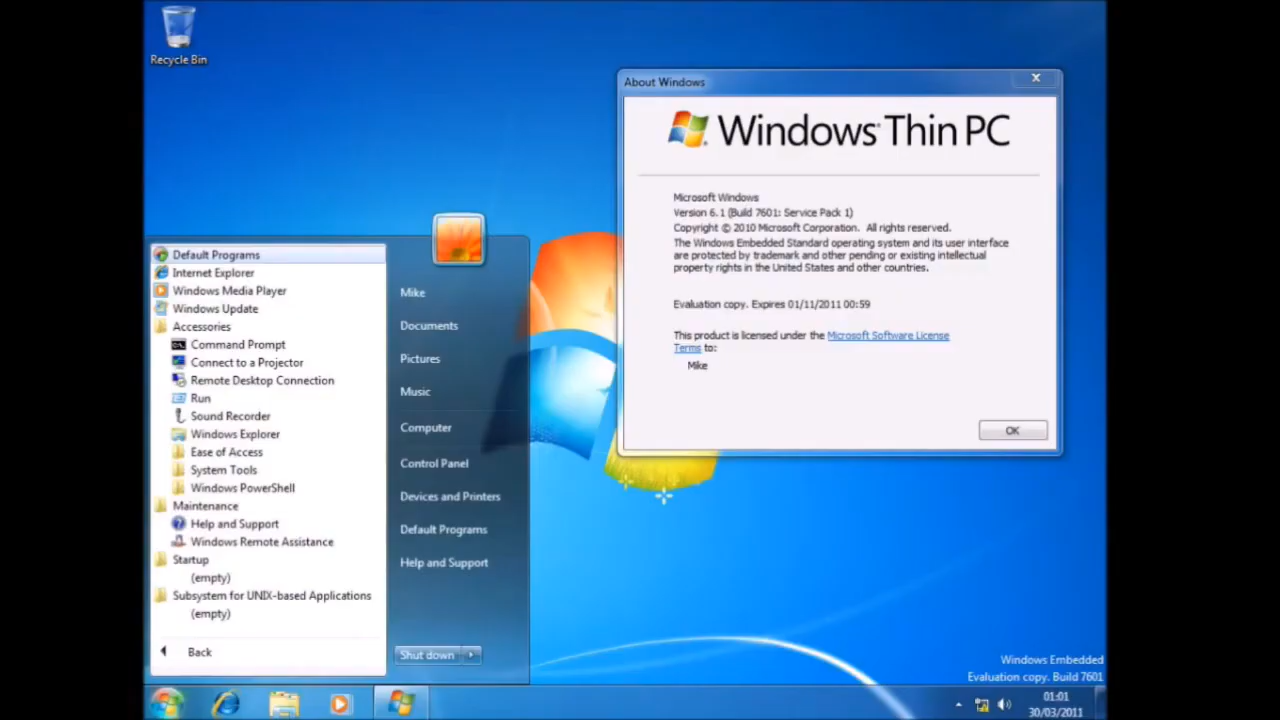 Recycle Bin
About Windows
Windows Thin PC
Microsoft Windows
Version 6.1 (Build 7601: Service Pack 1)
Copyright © 2010 Microsoft Corporation. All rights reserved.
The Windows Embedded Standard operating system and its user interface
are protected by trademark and other pending or existing intellectual
property rights in the United States and other countries.
Evaluation copy. Expires 01/11/2011 00:59
This product is licensed under the Microsoft Software License
Terms to:
Mike
OK
Default Programs
Internet Explorer
Windows Media Player
Windows Update
Accessories
Command Prompt
Connect to a Projector
Remote Desktop Connection
Run
Sound Recorder
Windows Explorer
Ease of Access
System Tools
Windows PowerShell
Maintenance
Help and Support
Windows Remote Assistance
Startup
(empty)
Subsystem for UNIX-based Applications
(empty)
Back
Mike
Documents
Pictures
Music
Computer
Control Panel
Devices and Printers
Default Programs
Help and Support
Shut down
Windows Embedded
Evaluation copy. Build 7601
01:01
30/03/2011